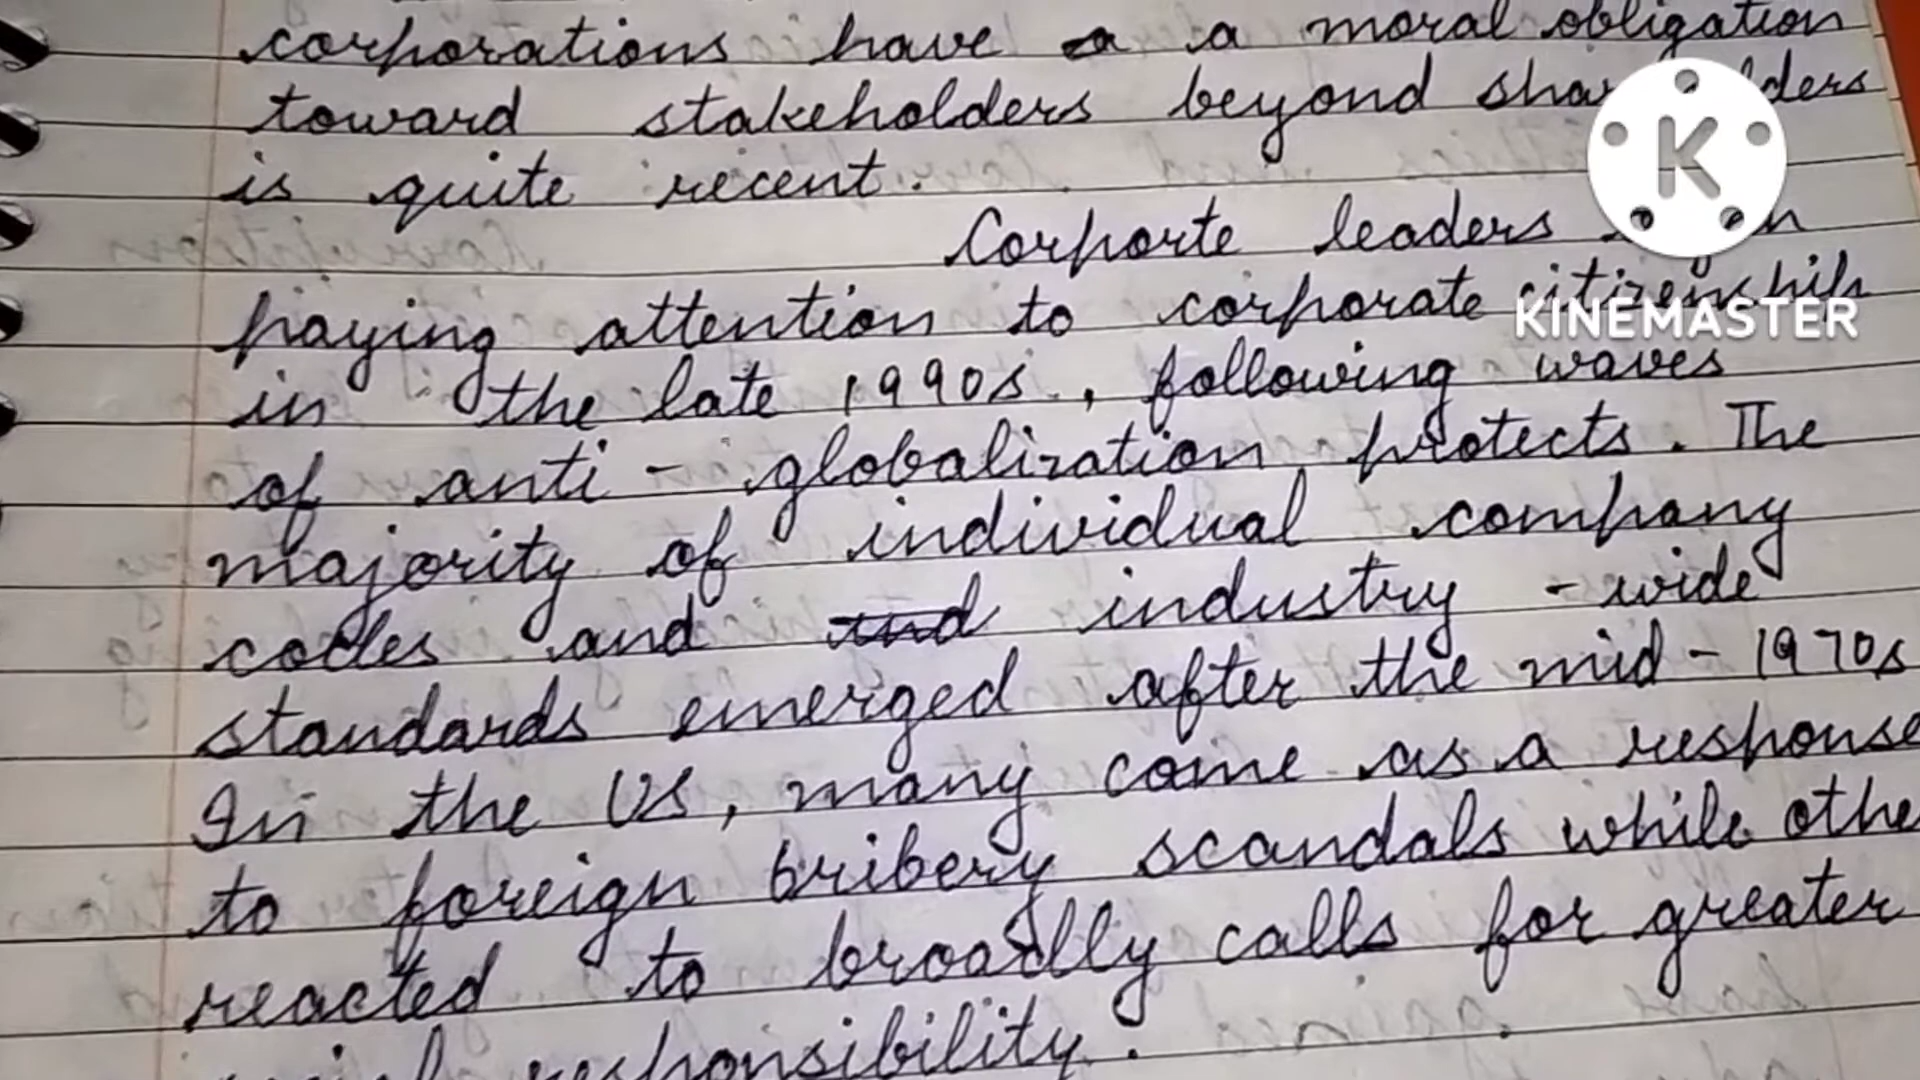 corporations have a a moral obligation
toward stakeholders beyond
is quite recent.
Corporte leaders
paying attention to corporate citizenship
KINEMASTER
in the late 1990s, following waves
of anti - globalization protects. The
majority of individual company
codes and and industry - wide
standards emerged after the mid - 1970s
In the US, many come as a response
to foreign bribery scandals while othe
reacted to broadly calls for greater
responsibility.